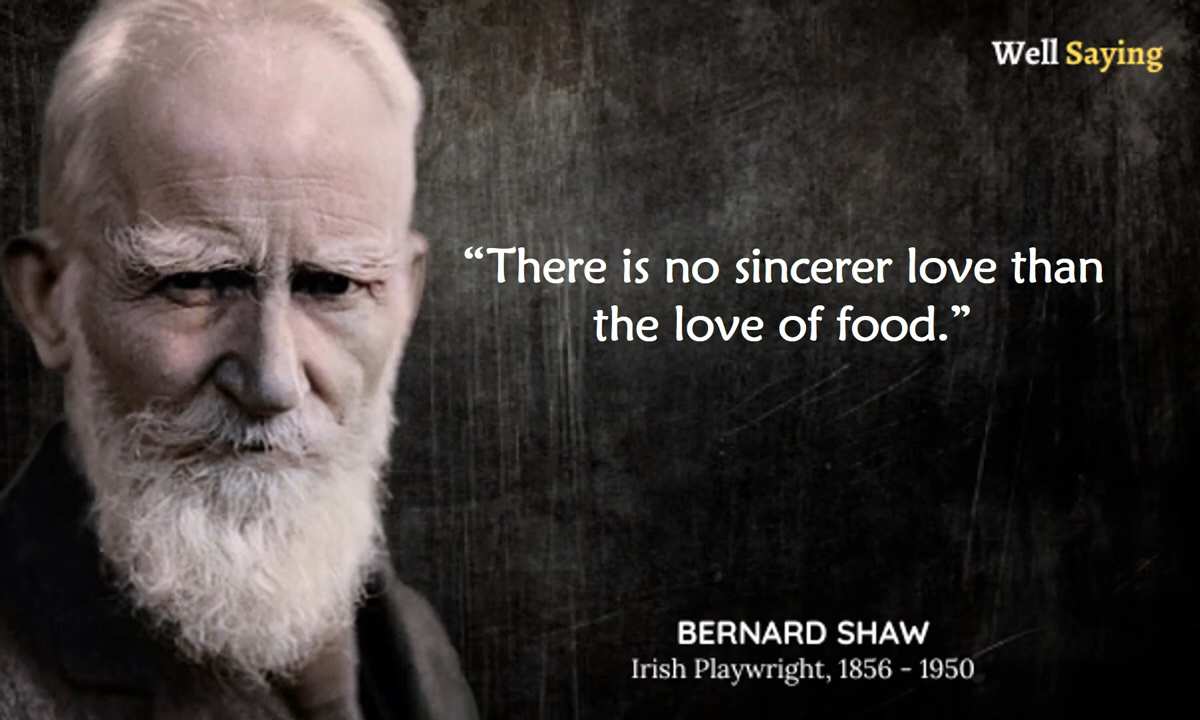 Well Saying
“There is no sincerer love than
the love of food.”
BERNARD SHAW
Irish Playwright, 1856 - 1950